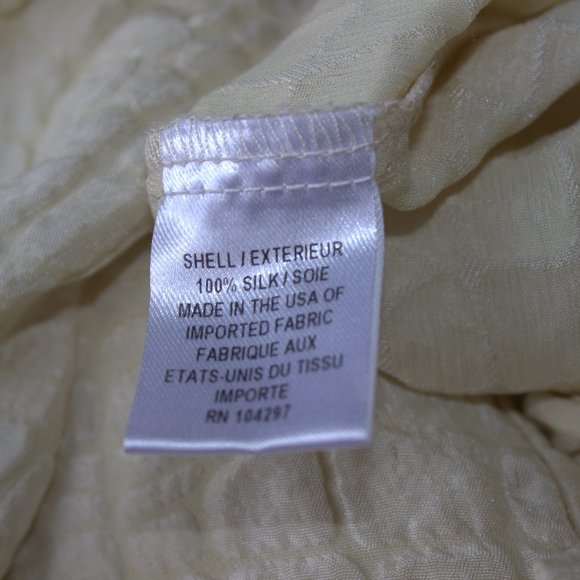 SHELL/EXTERIEUR
100% SILK/SOIE
MADE IN THE USA OF
IMPORTED FABRIC
FABRIQUE AUX
ETATS-UNIS DU TISSU
IMPORTE
RN 104297